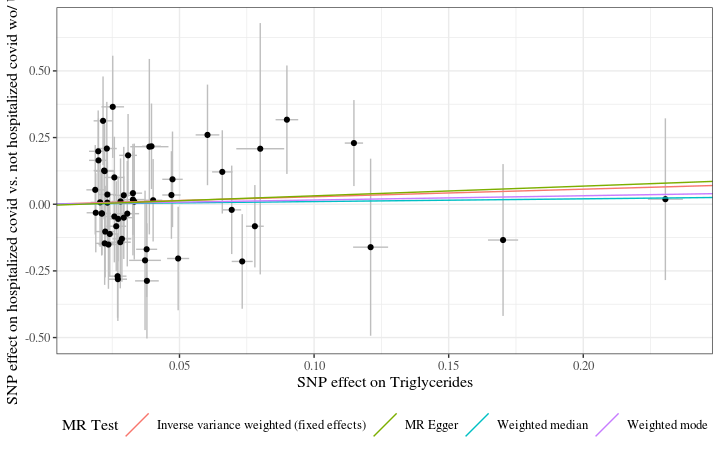 SNP effect on hospitalized covid vs. not hospitalized covid wo/
0.50
0.25
0.00
-0.25
-0.50
0.05 0.10 0.15 0.20
SNP effect on Triglycerides
MR Test Inverse variance weighted (fixed effects) MR Egger Weighted median Weighted mode